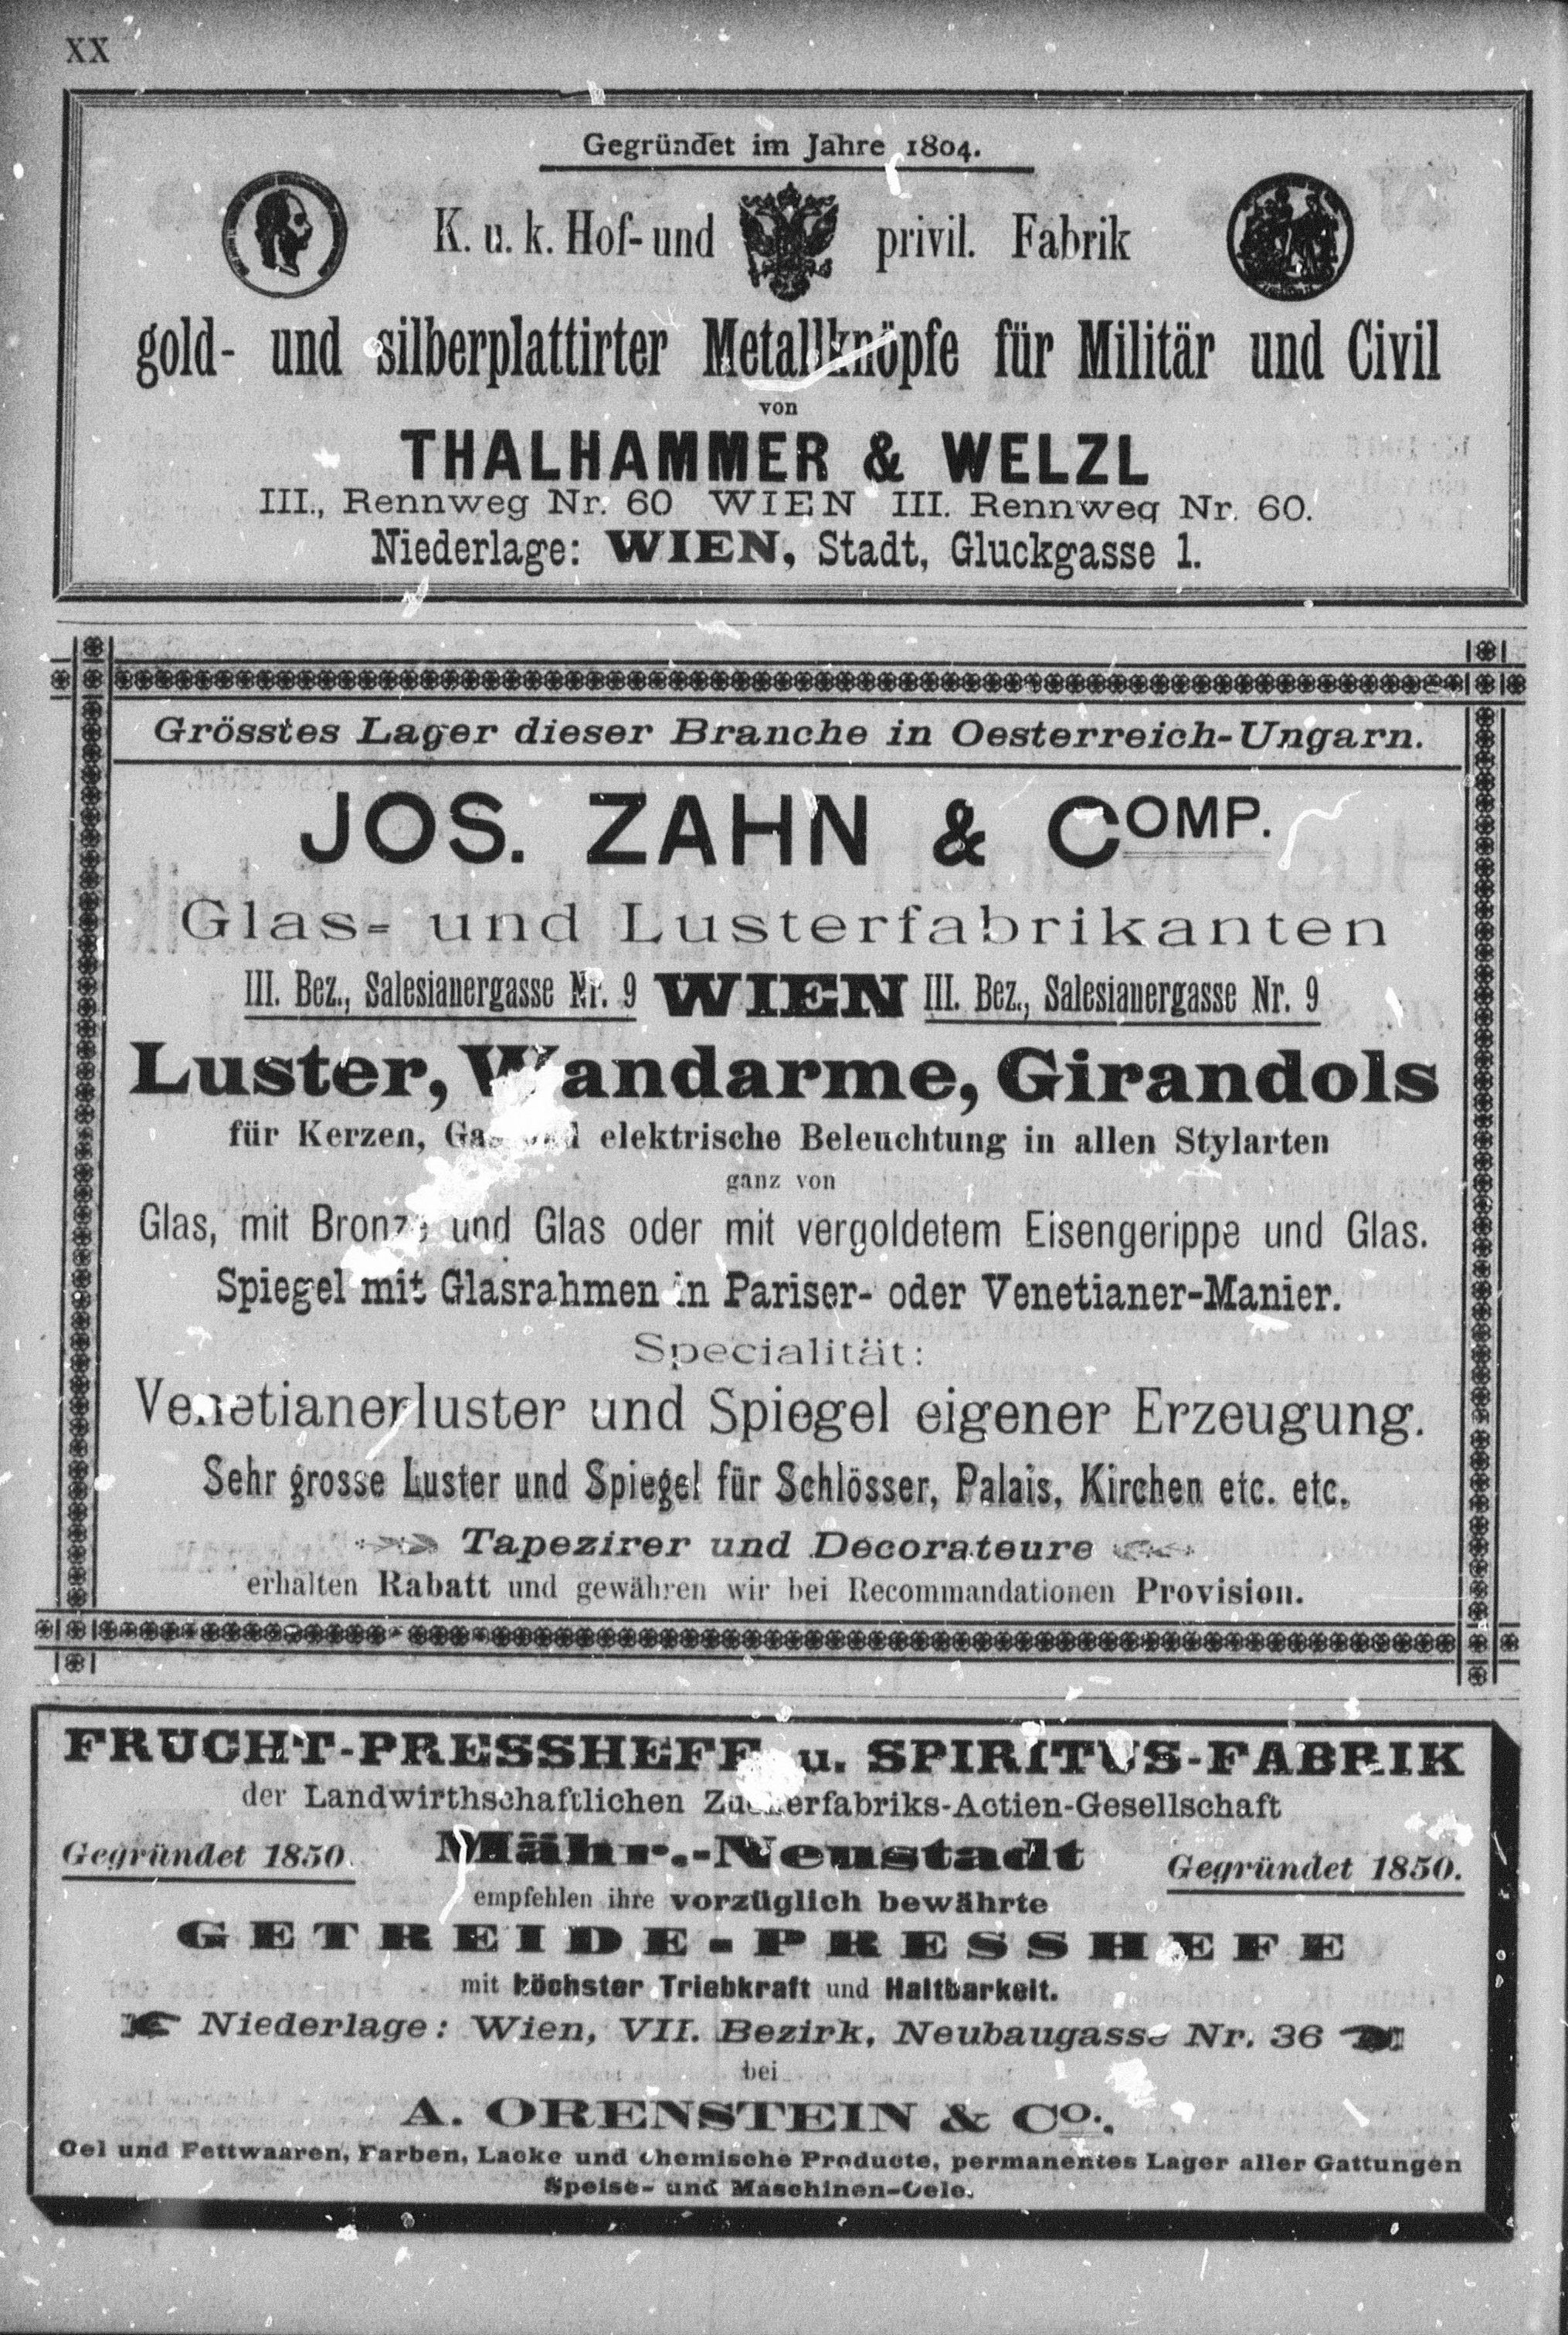 XX
Gegründet im Jahre 1804.
K. u. k. Hof- und privil. Fabrik
gold- und silberplattirter Metallknöpfe für Militär und Civil
von
THALHAMMER & WELZL
III., Rennweg Nr. 60 WIEN III. Rennweg Nr. 60.
Niederlage: WIEN, Stadt, Gluckgasse 1.
Grösstes Lager dieser Branche in Oesterreich-Ungarn.
JOS. ZAHN & COMP.
Glas- und Lusterfabrikanten
III. Bez., Salesianergasse Nr. 9 WIEN III. Bez., Salesianergasse Nr. 9
Luster, Wandarme, Girandols
für Kerzen, Gas und elektrische Beleuchtung in allen Stylarten
ganz von
Glas, mit Bronze und Glas oder mit vergoldetem Eisengerippe und Glas.
Spiegel mit Glasrahmen in Pariser- oder Venetianer-Manier.
Specialität:
Venetianerluster und Spiegel eigener Erzeugung.
Sehr grosse Luster und Spiegel für Schlösser, Palais, Kirchen etc. etc.
Tapezirer und Decorateure
erhalten Rabatt und gewähren wir bei Recommandationen Provision.
FRUCHT-PRESSHEFE u. SPIRITUS-FABRIK
der Landwirthschaftlichen Zuckerfabriks-Actien-Gesellschaft
Gegründet 1850. Mähr.-Neustadt Gegründet 1850.
empfehlen ihre vorzüglich bewährte
GETREIDE-PRESSHEFE
mit höchster Triebkraft und Haltbarkeit.
Niederlage: Wien, VII. Bezirk, Neubaugasse Nr. 36
bei
A. ORENSTEIN & Co.,
Oel und Fettwaaren, Farben, Lacke und chemische Producte, permanentes Lager aller Gattungen
Speise- und Maschinen-Oele.